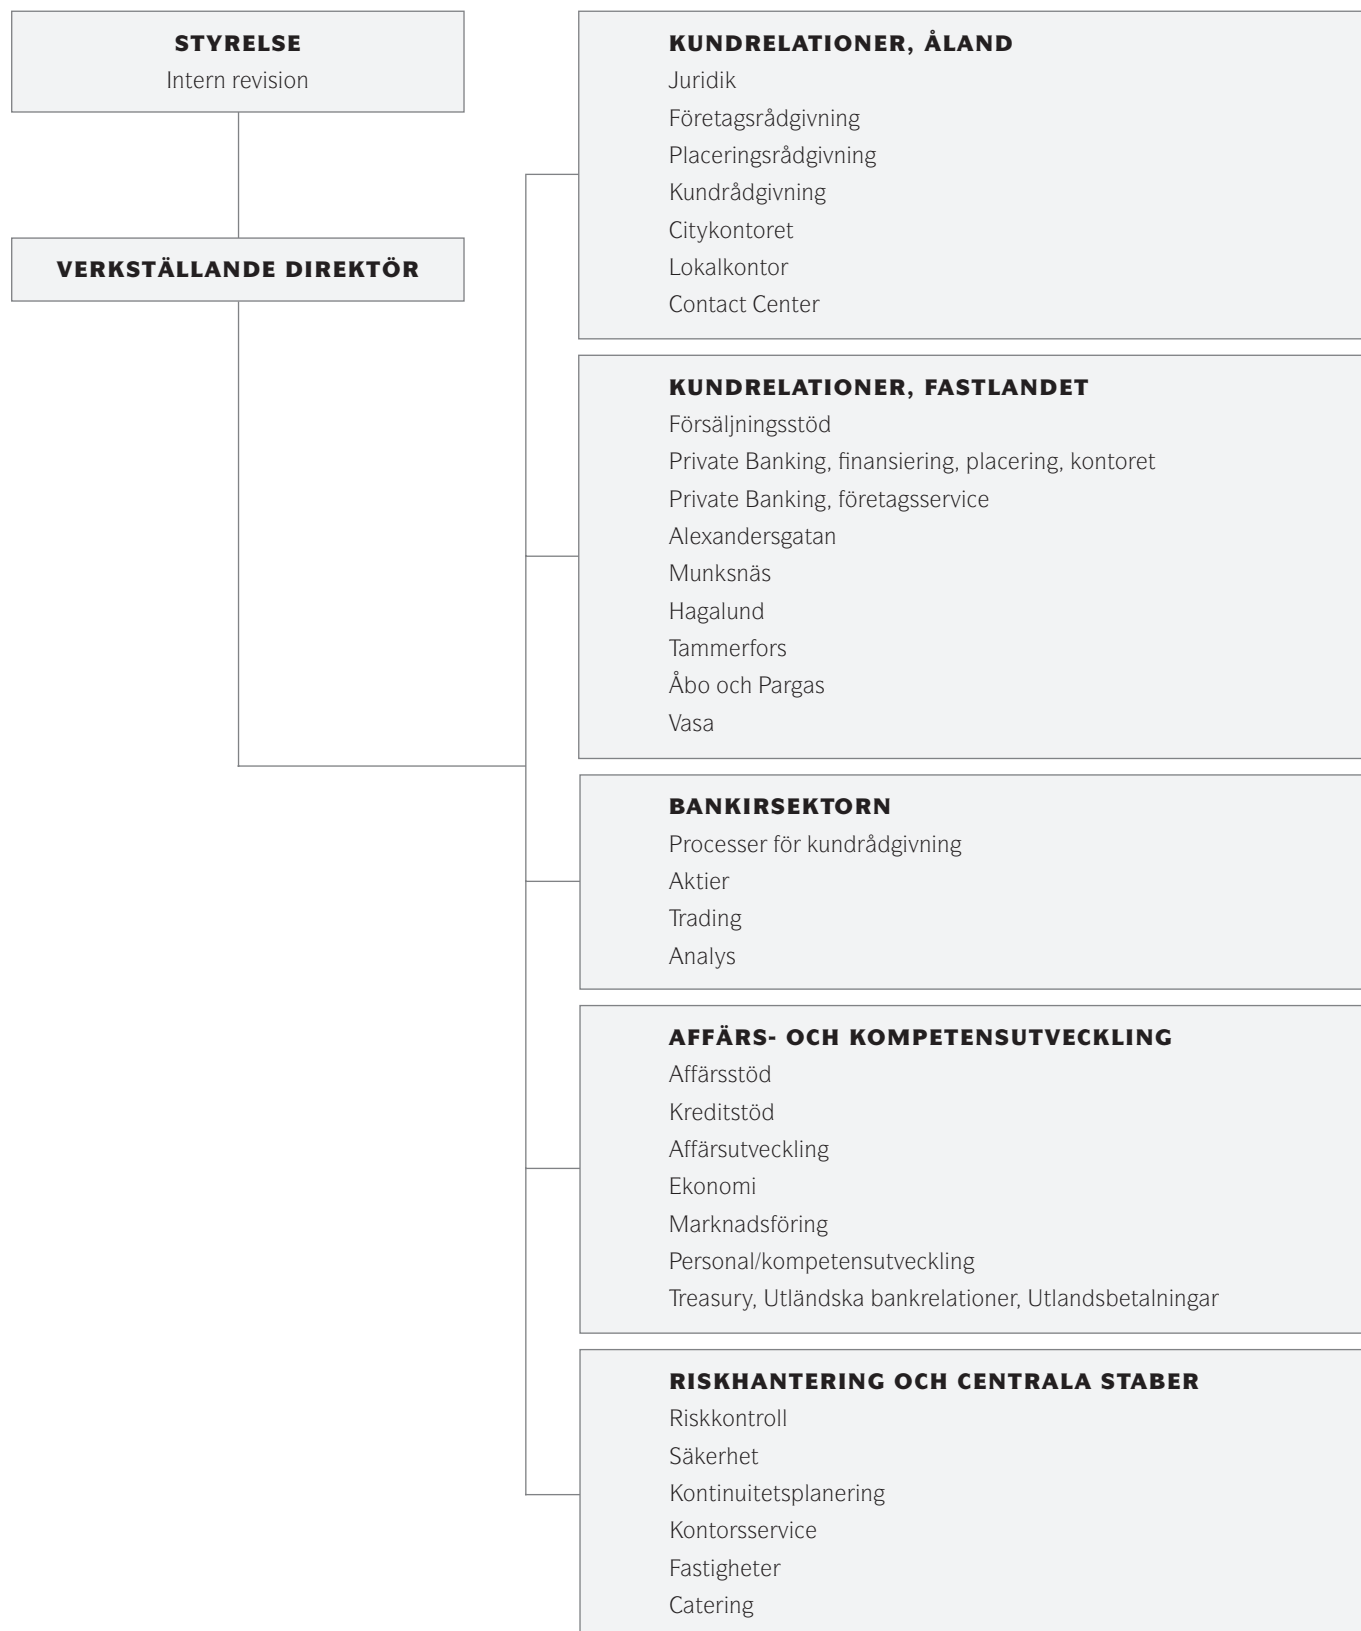 STYRELSE
Intern revision
VERKSTÄLLANDE DIREKTÖR
KUNDRELATIONER, ÅLAND
Juridik
Företagsrådgivning
Placeringsrådgivning
Kundrådgivning
Citykontoret
Lokalkontor
Contact Center
KUNDRELATIONER, FASTLANDET
Försäljningsstöd
Private Banking, finansiering, placering, kontoret
Private Banking, företagsservice
Alexandersgatan
Munksnäs
Hagalund
Tammerfors
Åbo och Pargas
Vasa
BANKIRSEKTORN
Processer för kundrådgivning
Aktier
Trading
Analys
AFFÄRS- OCH KOMPETENSUTVECKLING
Affärsstöd
Kreditstöd
Affärsutveckling
Ekonomi
Marknadsföring
Personal/kompetensutveckling
Treasury, Utländska bankrelationer, Utlandsbetalningar
RISKHANTERING OCH CENTRALA STABER
Riskkontroll
Säkerhet
Kontinuitetsplanering
Kontorsservice
Fastigheter
Catering